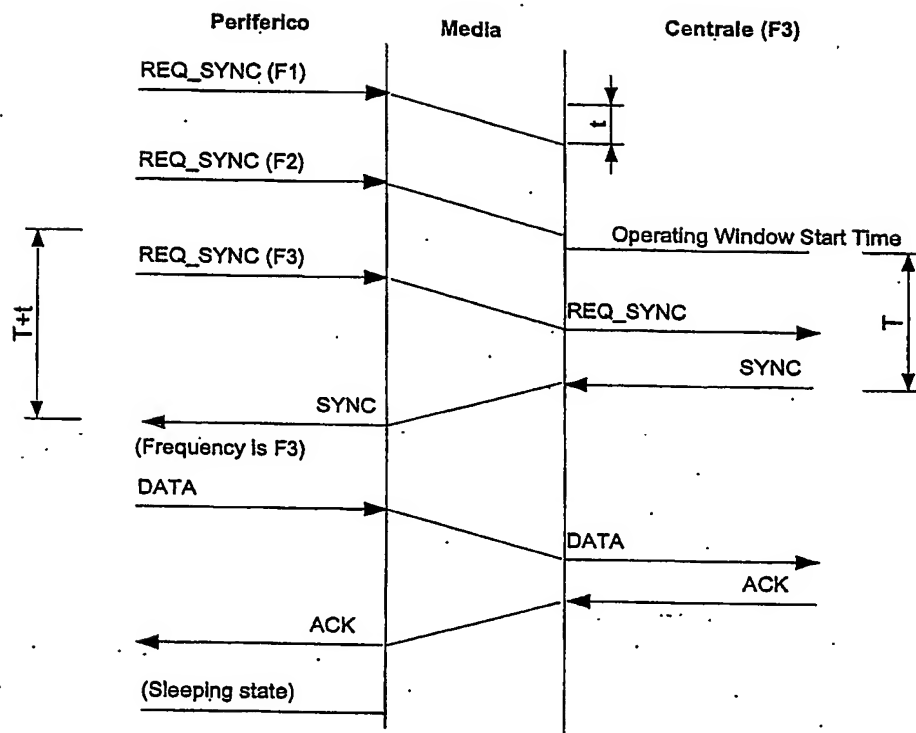 Periferico
Media
Centrale (F3)
REQ_SYNC (F1)
t
REQ_SYNC (F2)
Operating Window Start Time
REQ_SYNC (F3)
T+t
REQ_SYNC
T
SYNC
SYNC
(Frequency is F3)
DATA
DATA
ACK
ACK
(Sleeping state)